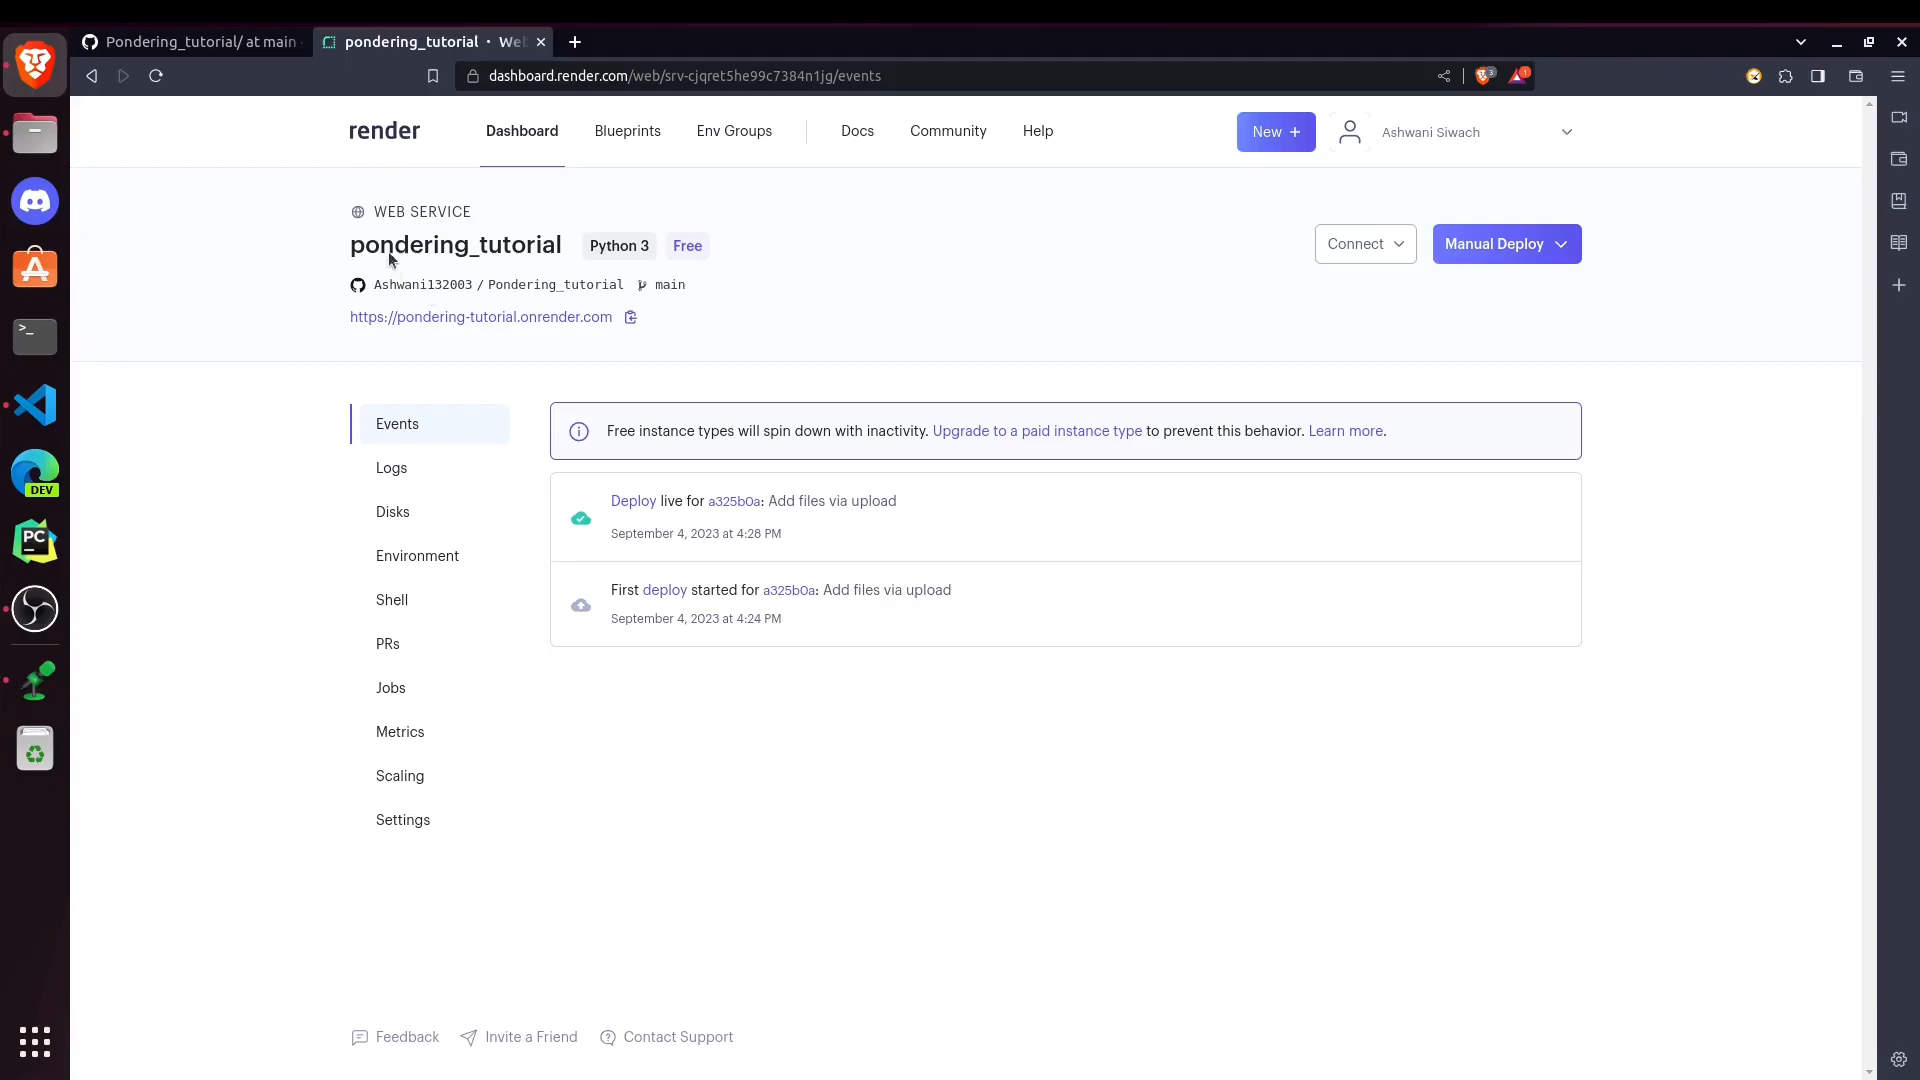 Pondering_tutorial/ at main
pondering_tutorial • We
dashboard.render.com/web/srv-cjqret5he99c7384n1jg/events
3
1
render
Dashboard
Blueprints
Env Groups
Docs
Community
Help
New +
Ashwani Siwach
WEB SERVICE
pondering_tutorial
Python 3
Free
Connect
Manual Deploy
Ashwani132003 / Pondering_tutorial
main
https://pondering-tutorial.onrender.com
Events
Logs
Disks
Environment
Shell
PRs
Jobs
Metrics
Scaling
Settings
Free instance types will spin down with inactivity. Upgrade to a paid instance type to prevent this behavior. Learn more.
Deploy live for a325b0a: Add files via upload
September 4, 2023 at 4:28 PM
First deploy started for a325b0a: Add files via upload
September 4, 2023 at 4:24 PM
Feedback
Invite a Friend
Contact Support
>_
DEV
PC